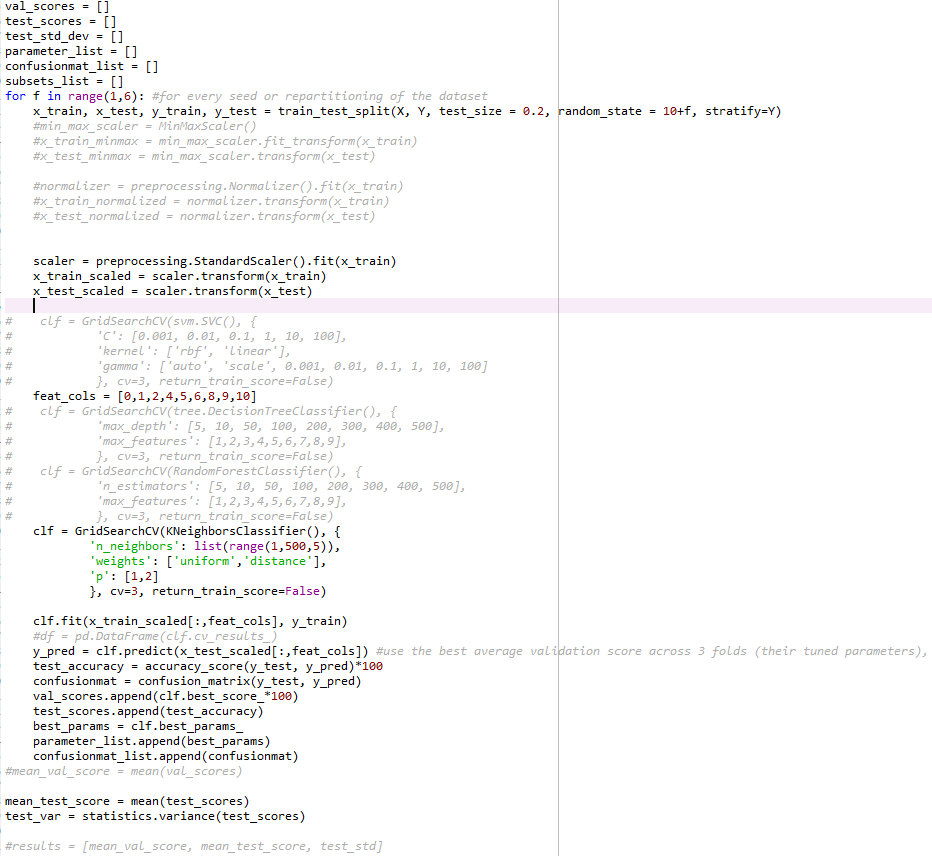 val_scores = []
test_scores = []
test_std_dev = []
parameter_list = []
confusionmat_list = []
subsets_list = []
for f in range(1,6): #for every seed or repartitioning of the dataset
    x_train, x_test, y_train, y_test = train_test_split(X, Y, test_size = 0.2, random_state = 10+f, stratify=Y)
    #min_max_scaler = MinMaxScaler()
    #x_train_minmax = min_max_scaler.fit_transform(x_train)
    #x_test_minmax = min_max_scaler.transform(x_test)
    #normalizer = preprocessing.Normalizer().fit(x_train)
    #x_train_normalized = normalizer.transform(x_train)
    #x_test_normalized = normalizer.transform(x_test)
    scaler = preprocessing.StandardScaler().fit(x_train)
    x_train_scaled = scaler.transform(x_train)
    x_test_scaled = scaler.transform(x_test)
#    clf = GridSearchCV(svm.SVC(), {
#            'C': [0.001, 0.01, 0.1, 1, 10, 100],
#            'kernel': ['rbf', 'linear'],
#            'gamma': ['auto', 'scale', 0.001, 0.01, 0.1, 1, 10, 100]
#            }, cv=3, return_train_score=False)
    feat_cols = [0,1,2,4,5,6,8,9,10]
#    clf = GridSearchCV(tree.DecisionTreeClassifier(), {
#            'max_depth': [5, 10, 50, 100, 200, 300, 400, 500],
#            'max_features': [1,2,3,4,5,6,7,8,9],
#            }, cv=3, return_train_score=False)
#    clf = GridSearchCV(RandomForestClassifier(), {
#            'n_estimators': [5, 10, 50, 100, 200, 300, 400, 500],
#            'max_features': [1,2,3,4,5,6,7,8,9],
#            }, cv=3, return_train_score=False)
    clf = GridSearchCV(KNeighborsClassifier(), {
            'n_neighbors': list(range(1,500,5)),
            'weights': ['uniform','distance'],
            'p': [1,2]
            }, cv=3, return_train_score=False)
    clf.fit(x_train_scaled[:,feat_cols], y_train)
    #df = pd.DataFrame(clf.cv_results_)
    y_pred = clf.predict(x_test_scaled[:,feat_cols]) #use the best average validation score across 3 folds (their tuned parameters),
    test_accuracy = accuracy_score(y_test, y_pred)*100
    confusionmat = confusion_matrix(y_test, y_pred)
    val_scores.append(clf.best_score_*100)
    test_scores.append(test_accuracy)
    best_params = clf.best_params_
    parameter_list.append(best_params)
    confusionmat_list.append(confusionmat)
#mean_val_score = mean(val_scores)
mean_test_score = mean(test_scores)
test_var = statistics.variance(test_scores)
#results = [mean_val_score, mean_test_score, test_std]